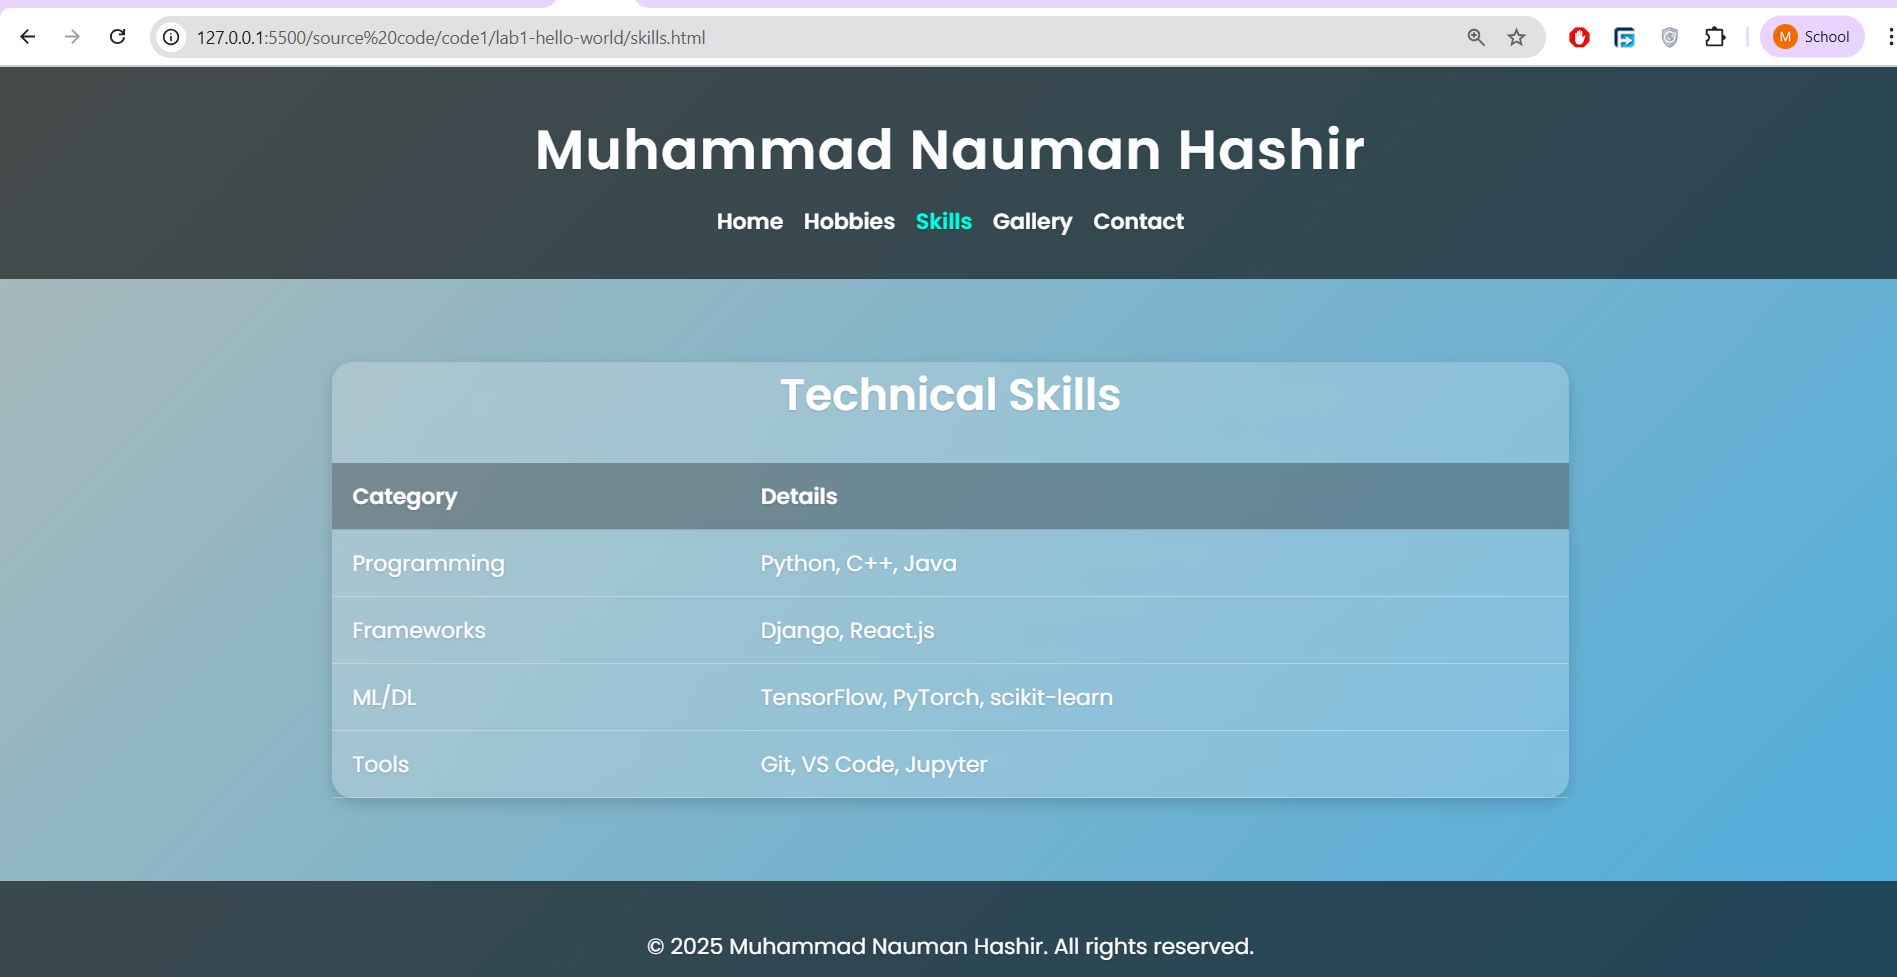 127.0.0.1:5500/source%20code/code1/lab1-hello-world/skills.html
M School
Muhammad Nauman Hashir
Home Hobbies Skills Gallery Contact
Technical Skills
Category Details
Programming Python, C++, Java
Frameworks Django, React.js
ML/DL TensorFlow, PyTorch, scikit-learn
Tools Git, VS Code, Jupyter
© 2025 Muhammad Nauman Hashir. All rights reserved.